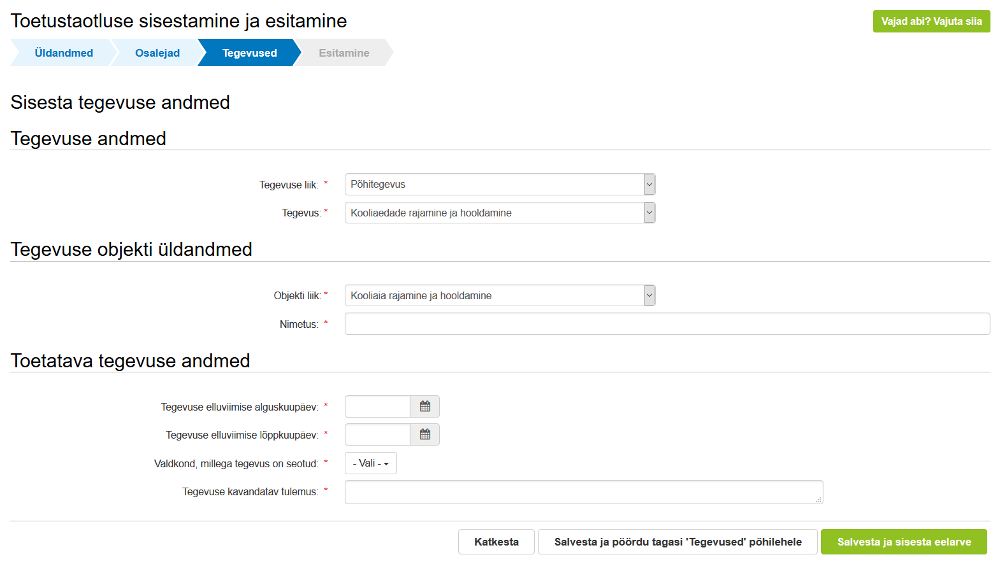 Toetustaotluse sisestamine ja esitamine
Vajad abi? Vajuta siia
Üldandmed
Osalejad
Tegevused
Esitamine
Sisesta tegevuse andmed
Tegevuse andmed
Tegevuse liik: * Põhitegevus
Tegevus: * Kooliaedade rajamine ja hooldamine
Tegevuse objekti üldandmed
Objekti liik: * Kooliaia rajamine ja hooldamine
Nimetus: *
Toetatava tegevuse andmed
Tegevuse elluviimise alguskuupäev: *
Tegevuse elluviimise lõppkuupäev: *
Valdkond, millega tegevus on seotud: * - Vali -
Tegevuse kavandatav tulemus: *
Katkesta
Salvesta ja pöördu tagasi 'Tegevused' põhilehele
Salvesta ja sisesta eelarve